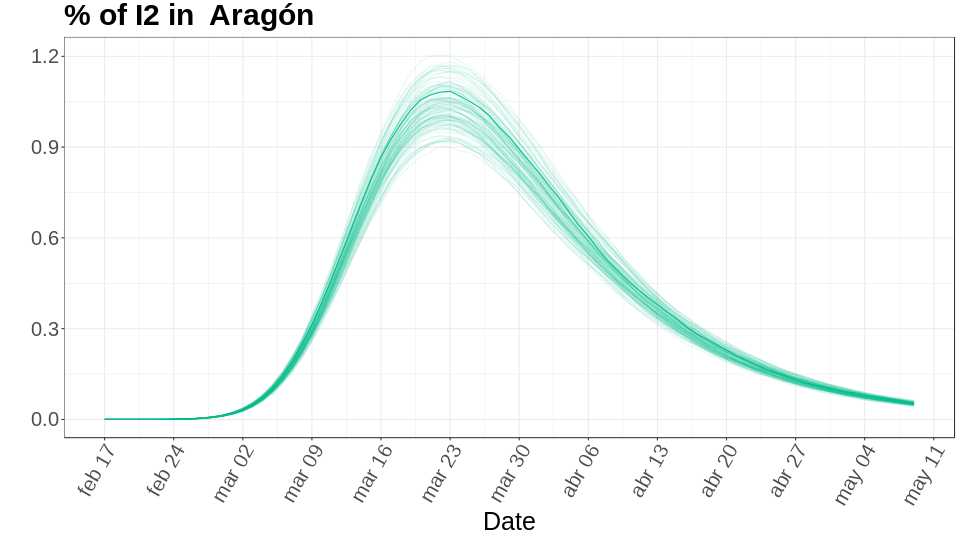 % of I2 in  Aragón
1.2
0.9
0.6
0.3
0.0
feb 17
feb 24
mar 02
mar 09
mar 16
mar 23
mar 30
abr 06
abr 13
abr 20
abr 27
may 04
may 11
Date